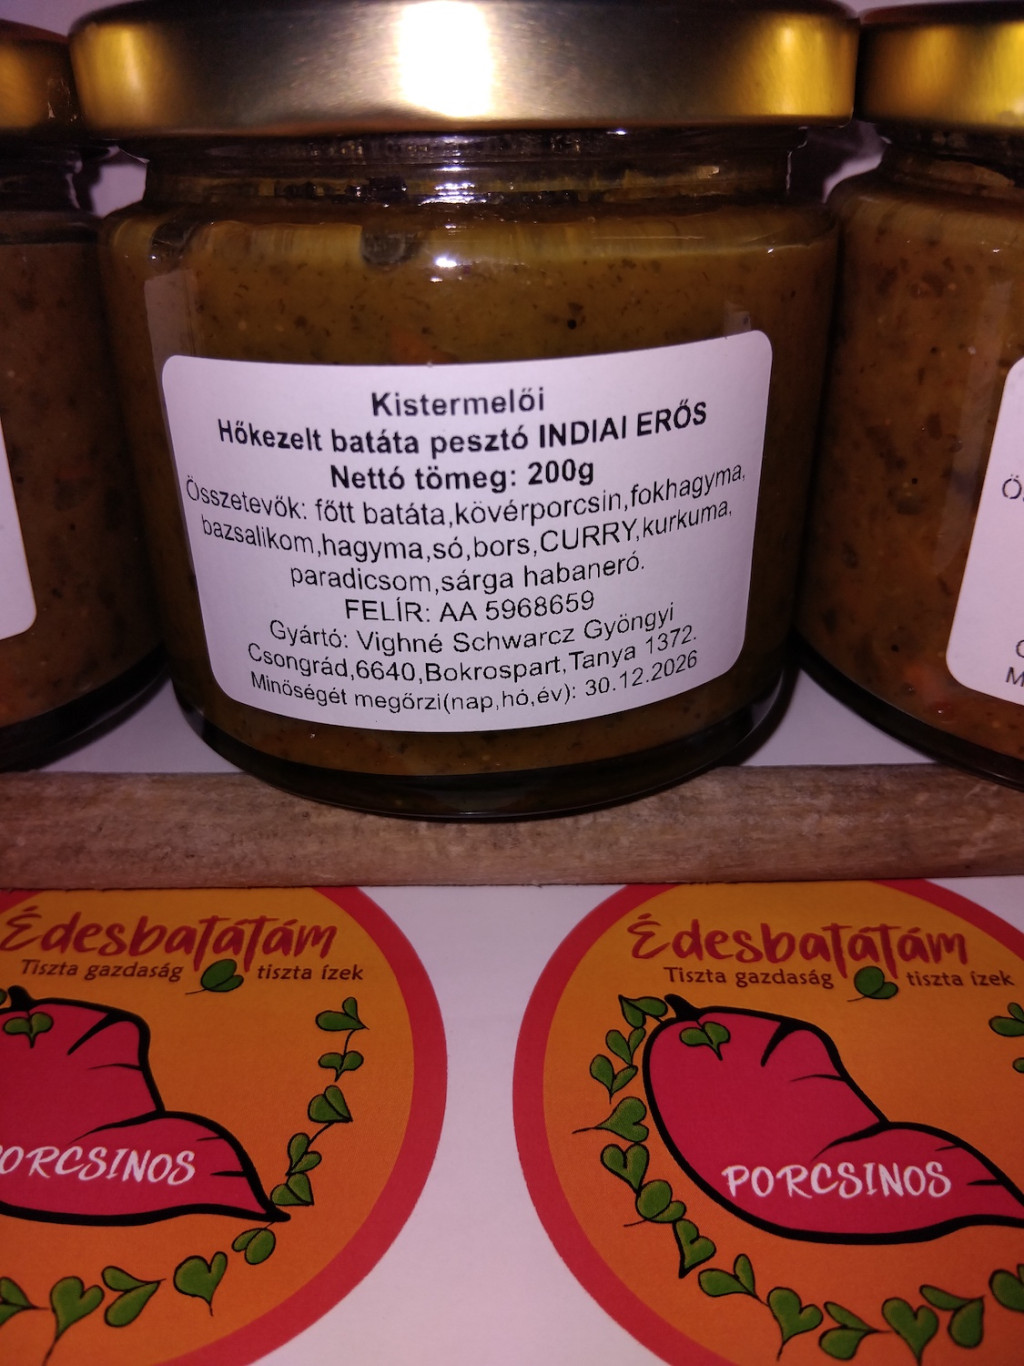 Kistermelői
Hőkezelt batáta pesztó INDIAI ERŐS
Nettó tömeg: 200g
Összetevők: főtt batáta,kövérporcsin,fokhagyma,
bazsalikom,hagyma,só,bors,CURRY,kurkuma,
paradicsom,sárga habaneró.
FELÍR: AA 5968659
Gyártó: Vighné Schwarcz Gyöngyi
Csongrád,6640,Bokrospart,Tanya 1372.
Minőségét megőrzi(nap,hó,év): 30.12.2026
Édesbatátám
Tiszta gazdaság tiszta ízek
PORCSINOS
Édesbatátám
Tiszta gazdaság tiszta ízek
PORCSINOS